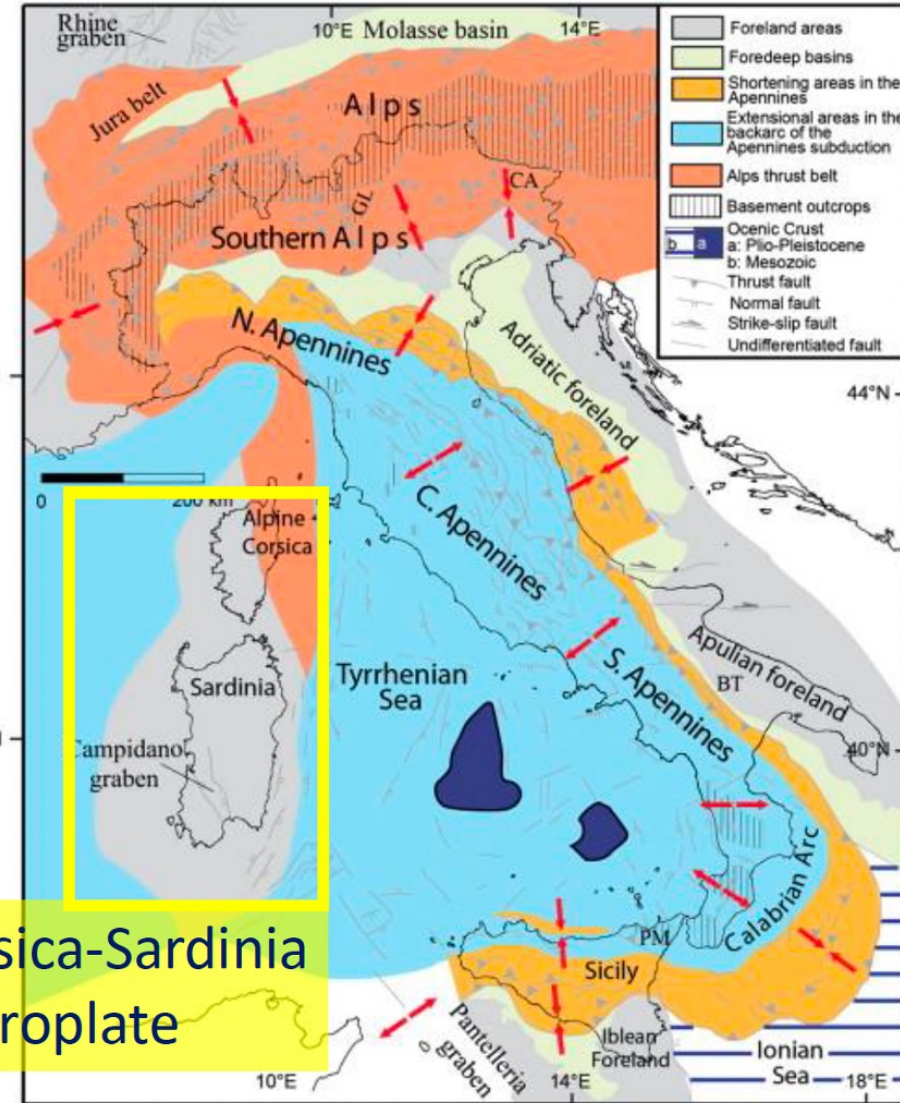 Rhine
graben
10°E
Molasse basin
14°E
Jura belt
Alps
GL
CA
Southern Alps
N. Apennines
Adriatic foreland
44°N
0
200 km
Alpine
Corsica
C. Apennines
Sardinia
Tyrrhenian
Sea
S. Apennines
Apulian foreland
BT
Campidano
graben
40°N
Calabrian Arc
PM
Sicily
sica-Sardinia
roplate
Pantelleria
graben
Iblean
Foreland
Ionian
Sea
10°E
14°E
18°E
Foreland areas
Foredeep basins
Shortening areas in the
Apennines
Extensional areas in the
backarc of the
Apennines subduction
Alps thrust belt
Basement outcrops
b
a
Ocenic Crust
a: Plio-Pleistocene
b: Mesozoic
Thrust fault
Normal fault
Strike-slip fault
Undifferentiated fault